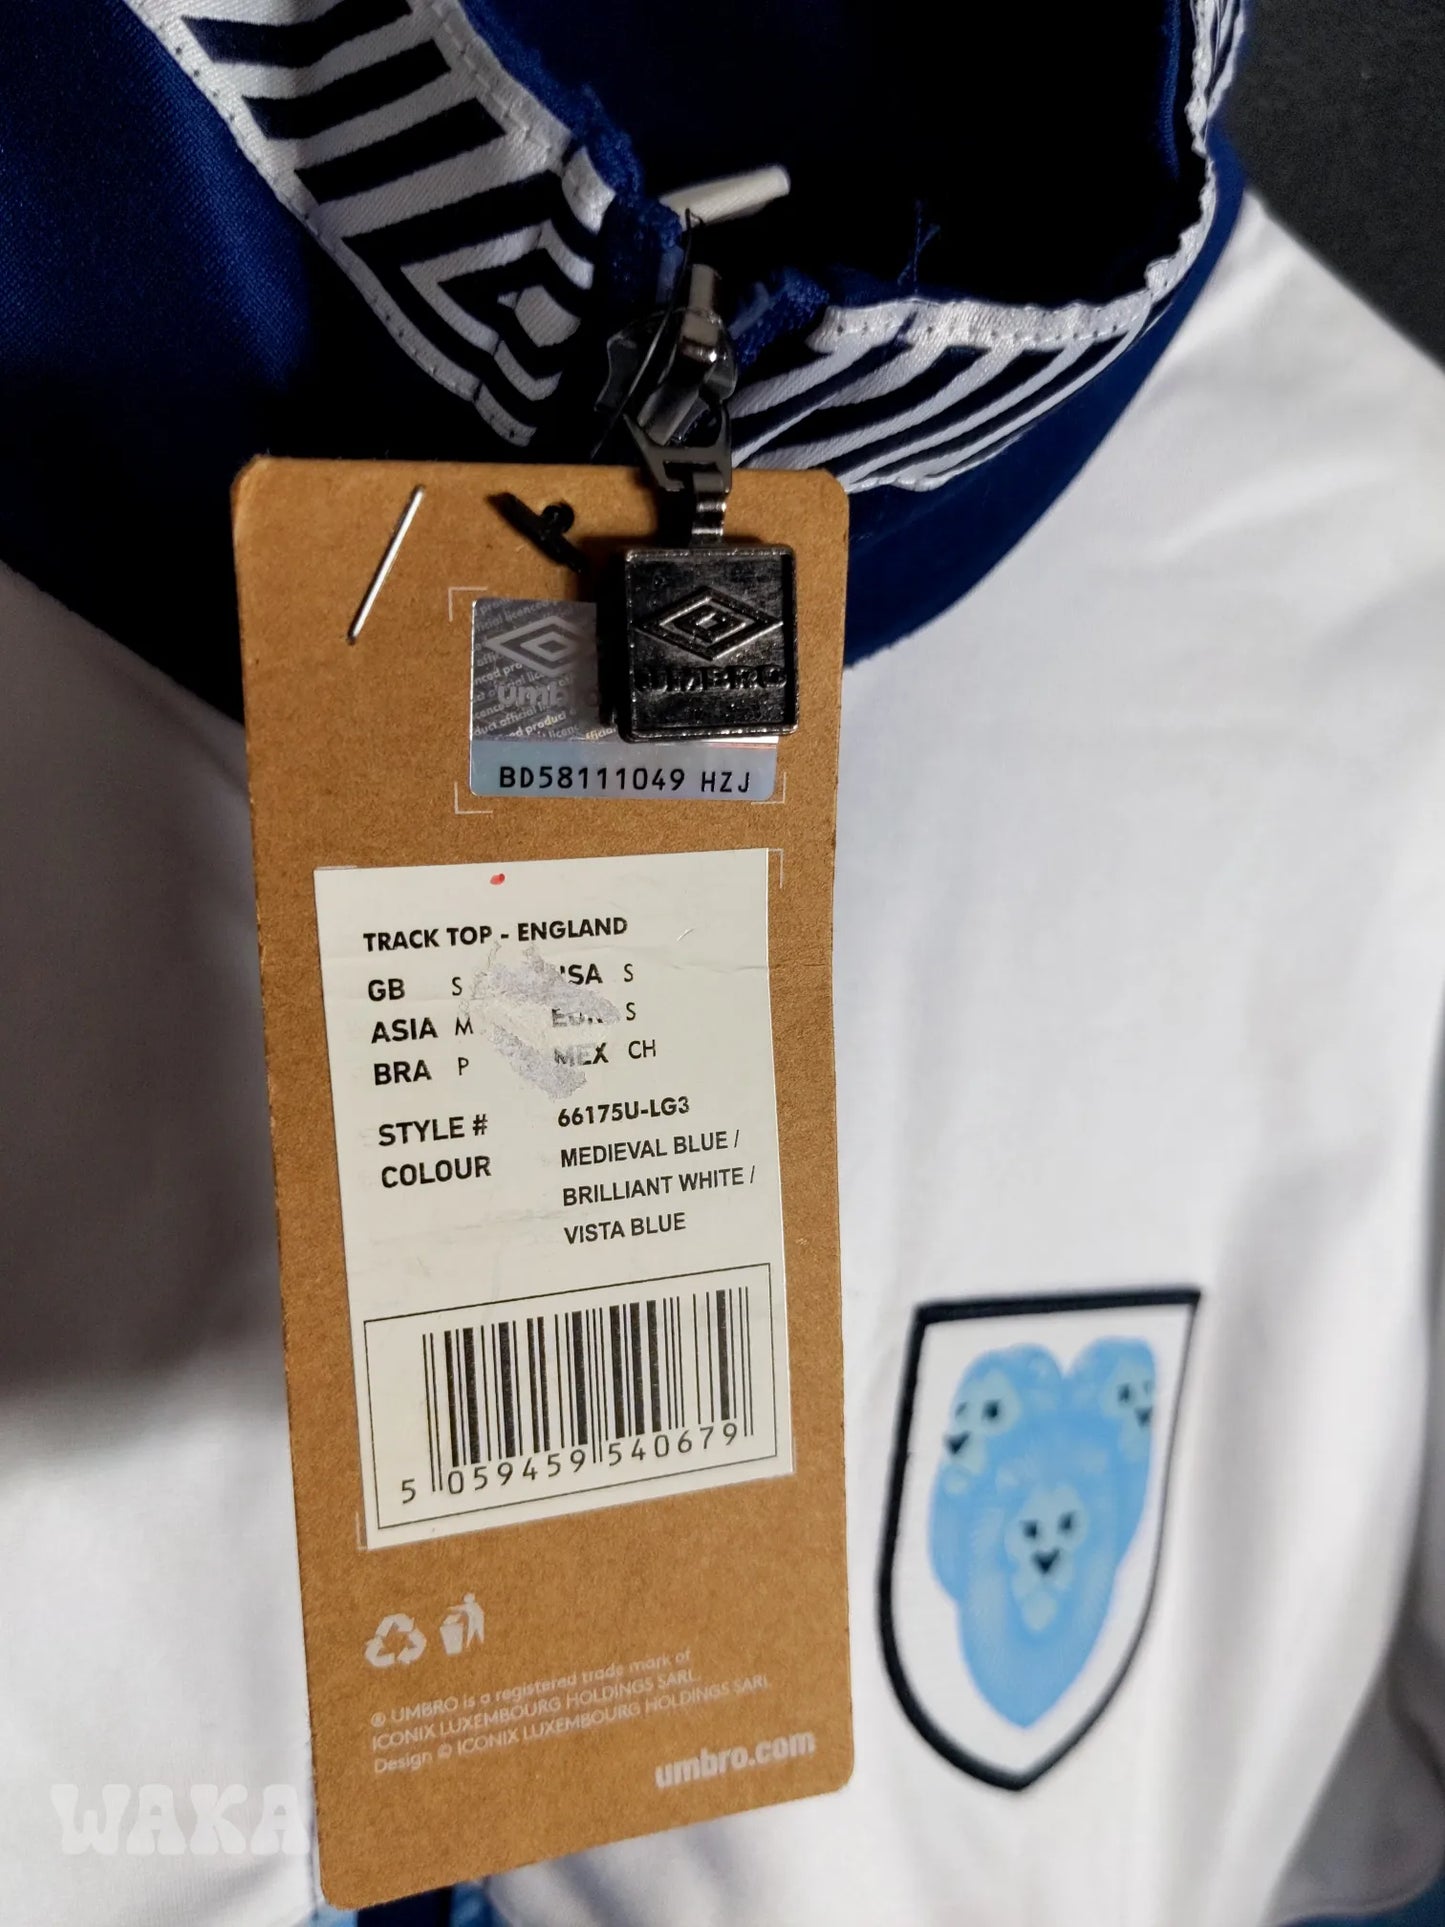 UMBRO
BD58111049 HZJ
TRACK TOP - ENGLAND
GB S USA S
ASIA M EUR S
BRA P MEX CH
STYLE # 66175U-LG3
COLOUR MEDIEVAL BLUE /
BRILLIANT WHITE /
VISTA BLUE
5 059459 540679
® UMBRO is a registered trade mark of
ICONIX LUXEMBOURG HOLDINGS SARL
Design © ICONIX LUXEMBOURG HOLDINGS SARL
umbro.com
WAKA